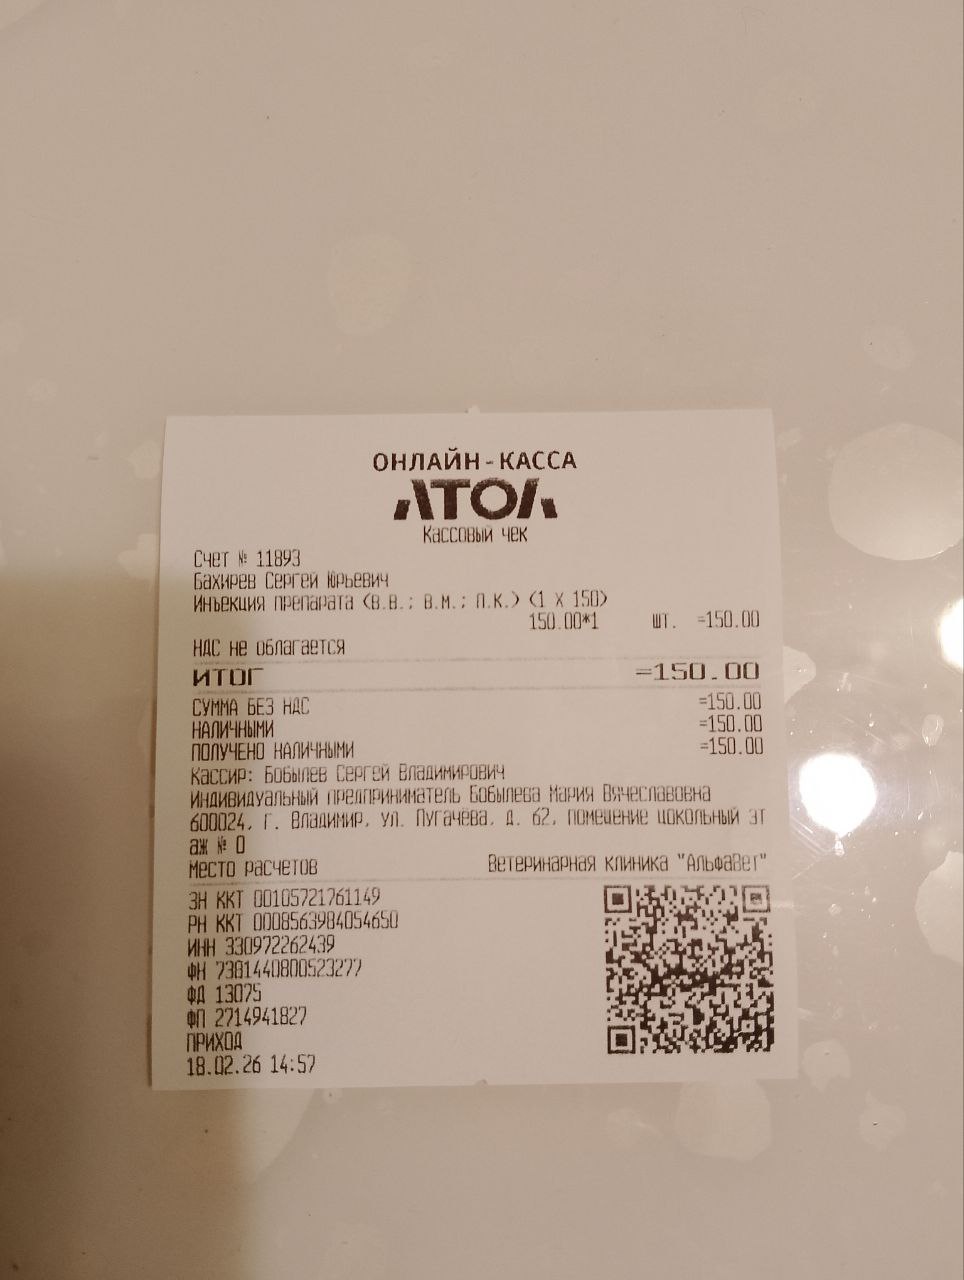 ОНЛАЙН-КАССА
АТОЛ
Кассовый чек
Счет № 11893
Бахирев Сергей Юрьевич
Инъекция препарата (в.в.; в.м.; п.к.) (1 X 150)
150.00*1 шт. =150.00
НДС не облагается
ИТОГ =150.00
СУММА БЕЗ НДС =150.00
НАЛИЧНЫМИ =150.00
ПОЛУЧЕНО НАЛИЧНЫМИ =150.00
Кассир: Бобылев Сергей Владимирович
Индивидуальный предприниматель Бобылева Мария Вячеславовна
600024, г. Владимир, ул. Пугачёва, д. 62, помещение цокольный эт
аж № 0
Место расчетов Ветеринарная клиника "АльфаВет"
ЗН ККТ 00105721761149
РН ККТ 0008563984054650
ИНН 330972262439
ФН 7381440800523277
ФД 13075
ФП 2714941827
ПРИХОД
18.02.26 14:57